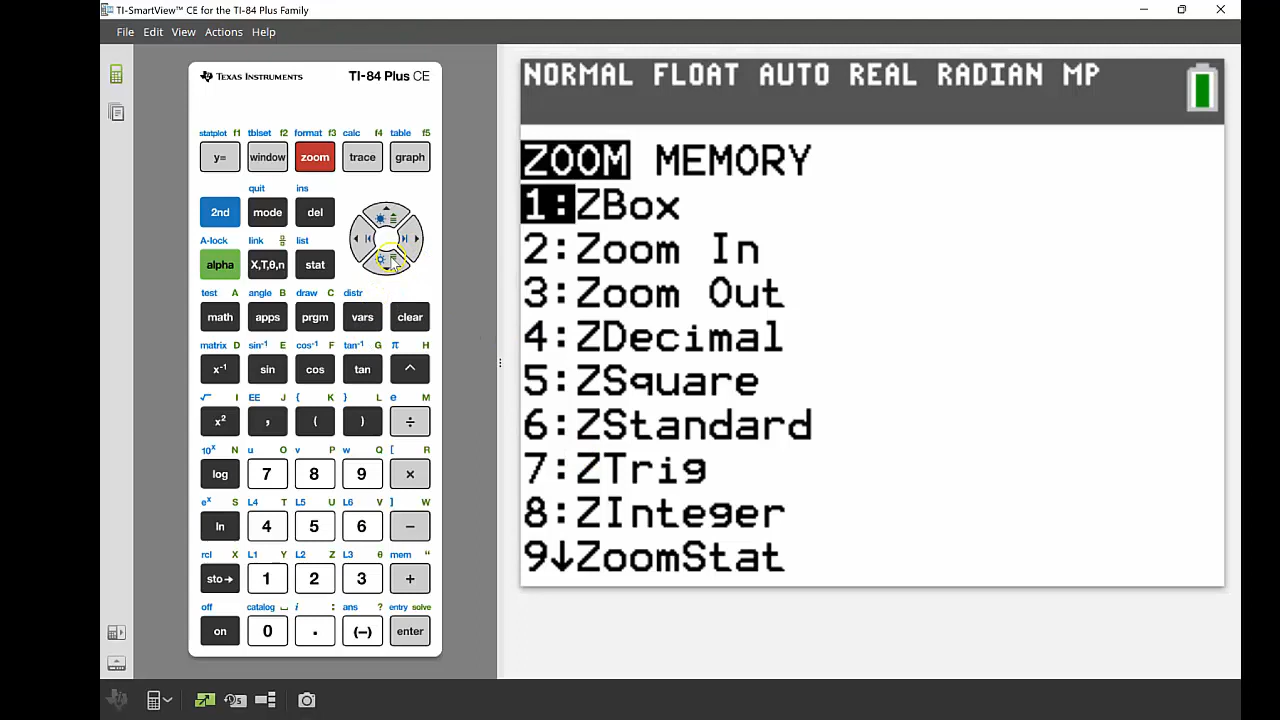 TI-SmartView™ CE for the TI-84 Plus Family
File Edit View Actions Help
TEXAS INSTRUMENTS TI-84 Plus CE
statplot f1 tblset f2 format f3 calc f4 table f5
y= window zoom trace graph
quit ins
2nd mode del
A-lock link list
alpha X,T,θ,n stat
test A angle B draw C distr
math apps prgm vars clear
matrix D sin⁻¹ E cos⁻¹ F tan⁻¹ G π H
x⁻¹ sin cos tan ^
√ I EE J { K } L e M
x² , ( ) ÷
10ˣ N u O v P w Q [ R
log 7 8 9 ×
eˣ S L4 T L5 U L6 V ] W
ln 4 5 6 −
rcl X L1 Y L2 Z L3 θ mem "
sto→ 1 2 3 +
off catalog i : ans ? entry solve
on 0 . (–) enter
NORMAL FLOAT AUTO REAL RADIAN MP
ZOOM MEMORY
1:ZBox
2:Zoom In
3:Zoom Out
4:ZDecimal
5:ZSquare
6:ZStandard
7:ZTrig
8:ZInteger
9↓ZoomStat